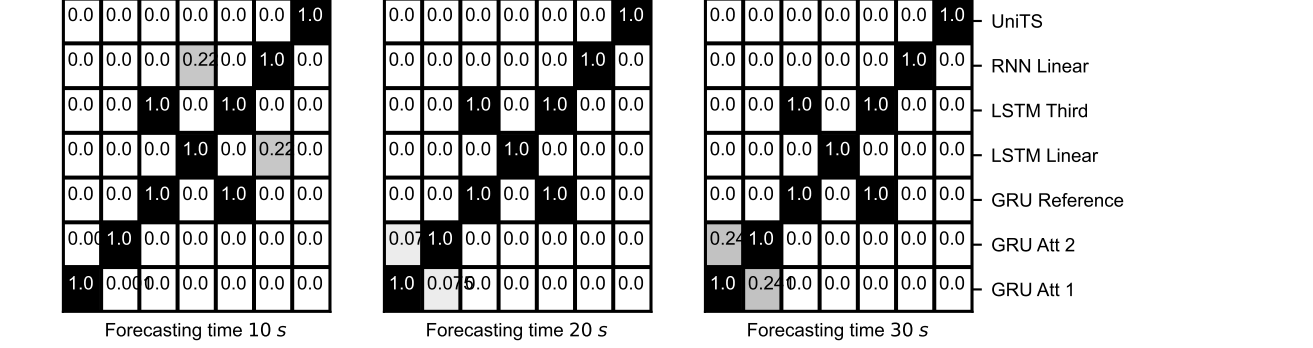 0.0 0.0 0.0 0.0 0.0 0.0 1.0 0.0 0.0 0.0 0.0 0.0 0.0 1.0 0.0 0.0 0.0 0.0 0.0 0.0 1.0 UniTS
0.0 0.0 0.0 0.22 0.0 1.0 0.0 0.0 0.0 0.0 0.0 0.0 1.0 0.0 0.0 0.0 0.0 0.0 0.0 1.0 0.0 RNN Linear
0.0 0.0 1.0 0.0 1.0 0.0 0.0 0.0 0.0 1.0 0.0 1.0 0.0 0.0 0.0 0.0 1.0 0.0 1.0 0.0 0.0 LSTM Third
0.0 0.0 0.0 1.0 0.0 0.22 0.0 0.0 0.0 0.0 1.0 0.0 0.0 0.0 0.0 0.0 0.0 1.0 0.0 0.0 0.0 LSTM Linear
0.0 0.0 1.0 0.0 1.0 0.0 0.0 0.0 0.0 1.0 0.0 1.0 0.0 0.0 0.0 0.0 1.0 0.0 1.0 0.0 0.0 GRU Reference
0.00 1.0 0.0 0.0 0.0 0.0 0.0 0.07 1.0 0.0 0.0 0.0 0.0 0.0 0.24 1.0 0.0 0.0 0.0 0.0 0.0 GRU Att 2
1.0 0.0 0.0 0.0 0.0 0.0 1.0 0.075 0.0 0.0 0.0 0.0 0.0 1.0 0.241 0.0 0.0 0.0 0.0 0.0 GRU Att 1
Forecasting time 10 s Forecasting time 20 s Forecasting time 30 s